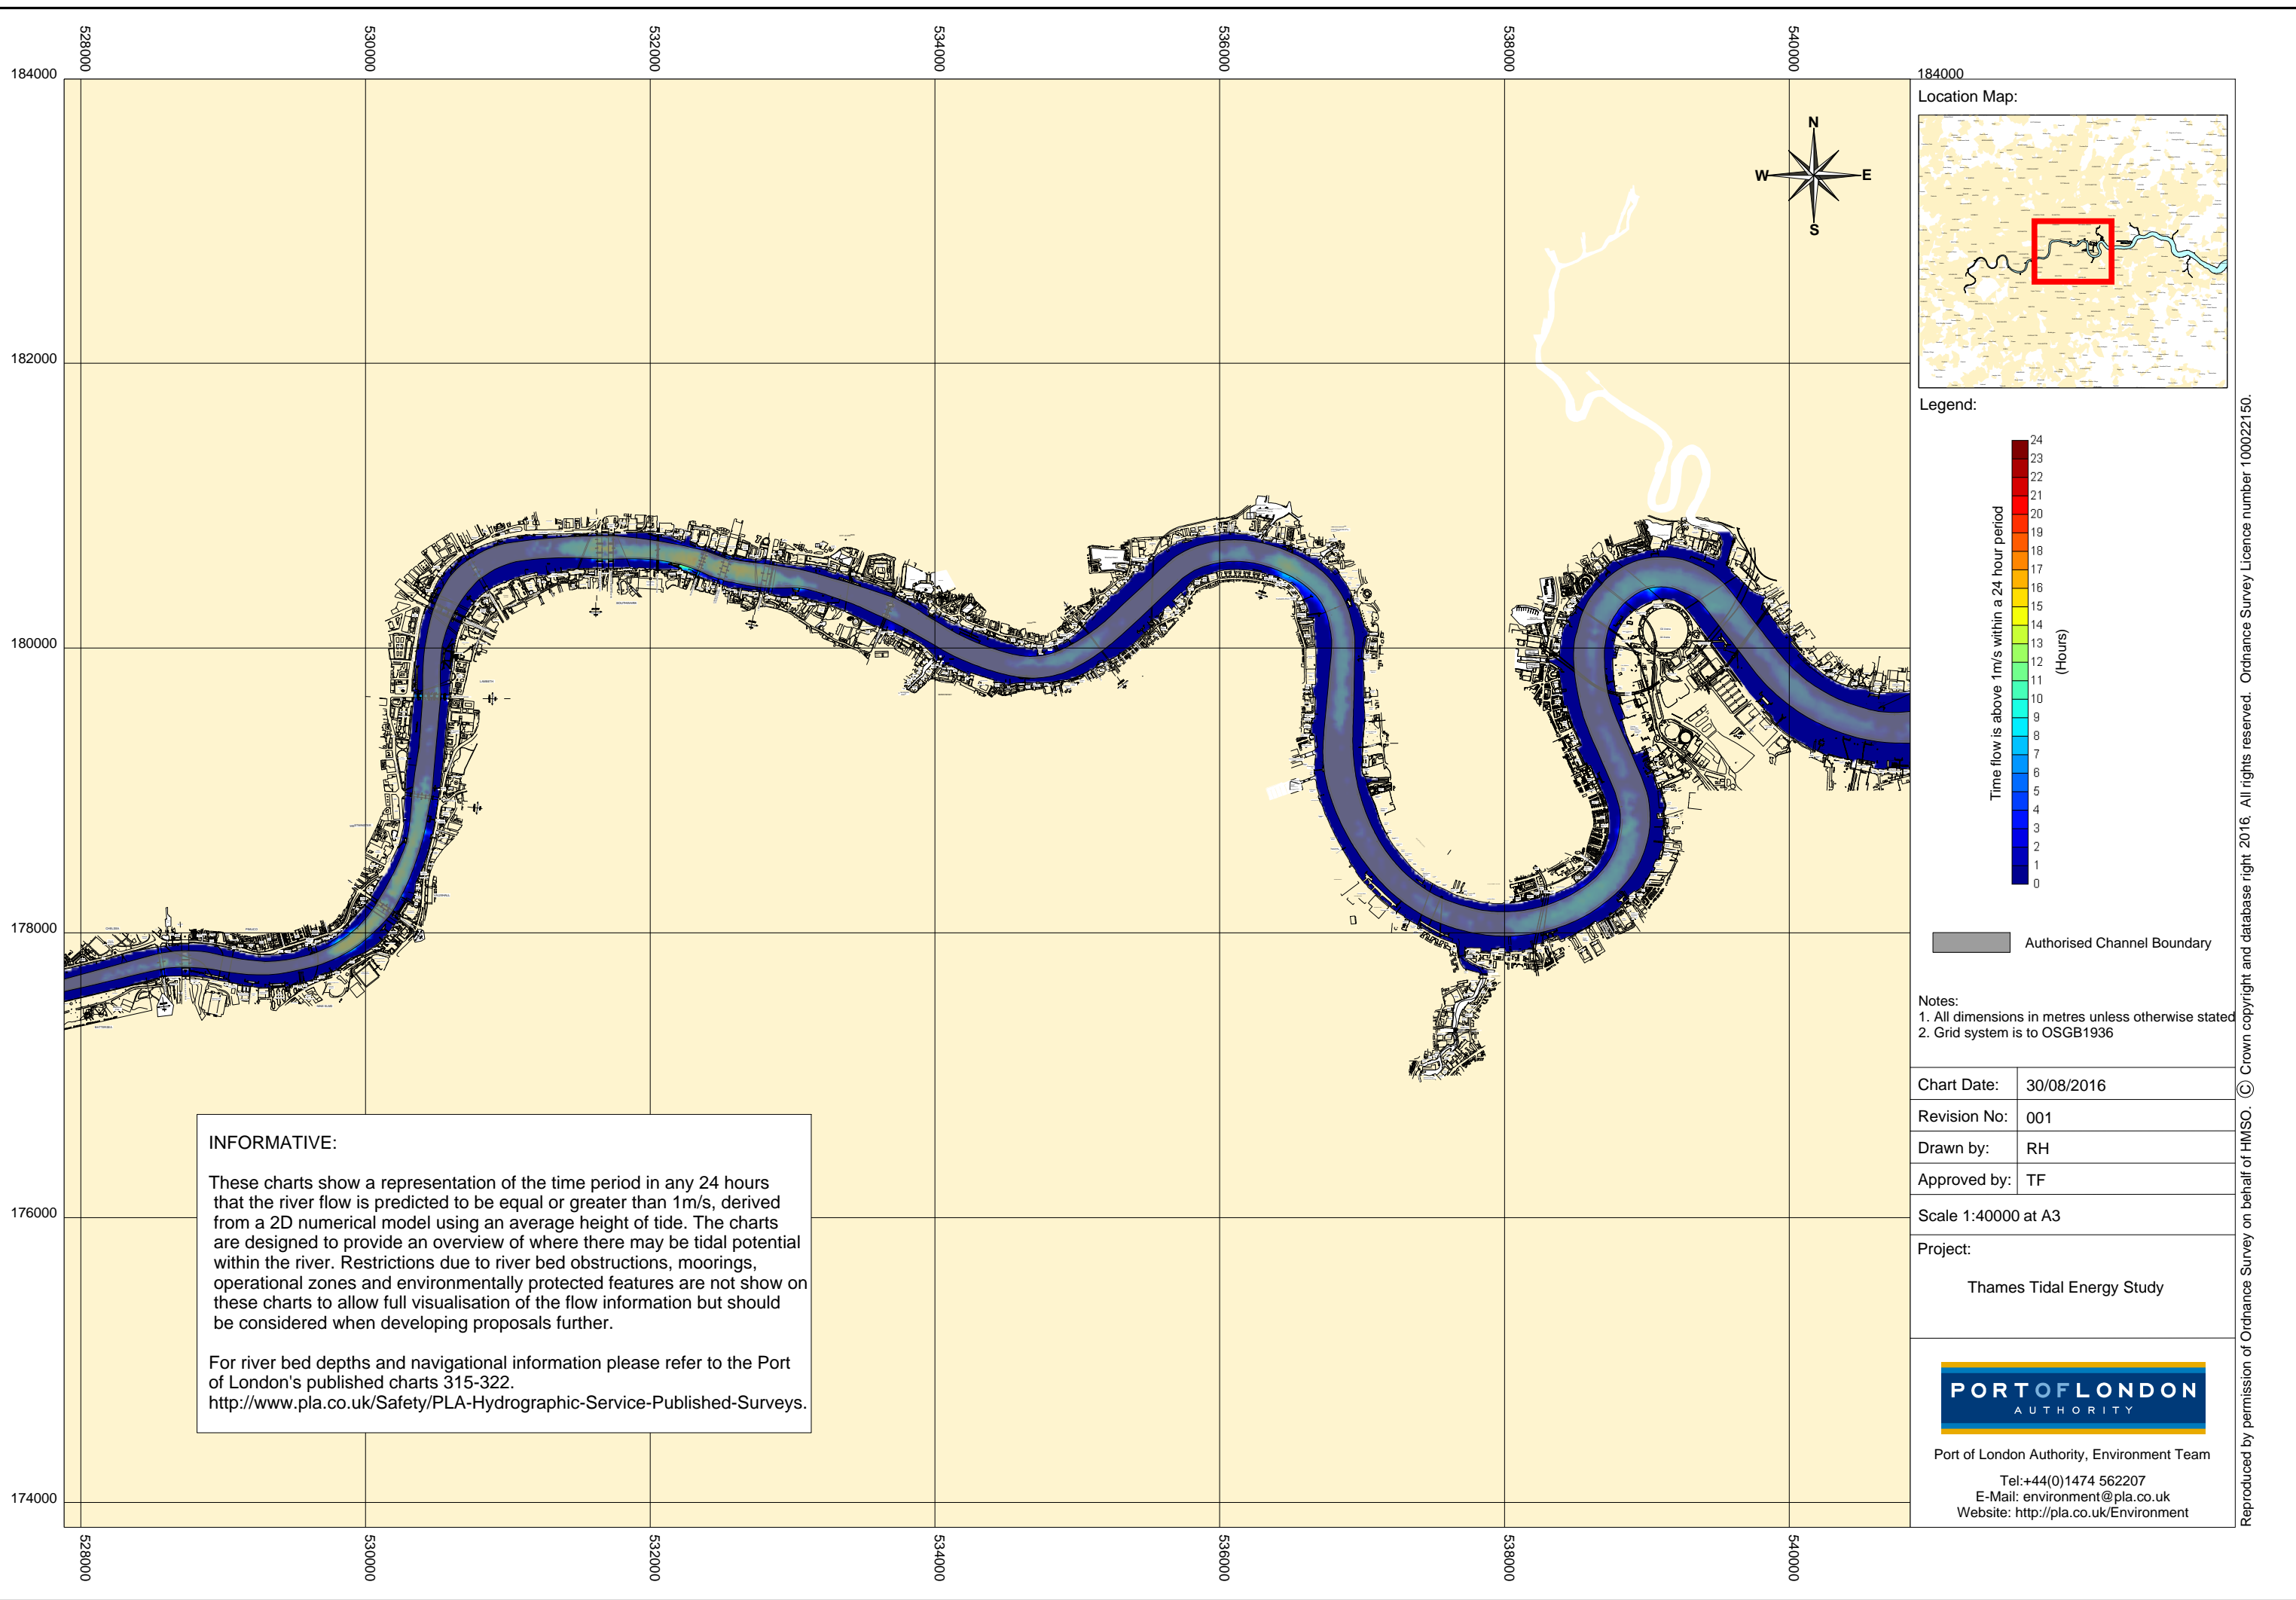 528000
530000
532000
534000
536000
538000
540000
184000
184000
182000
180000
178000
176000
174000
N
W
E
S
Location Map:
Legend:
Time flow is above 1m/s within a 24 hour period
(Hours)
24
23
22
21
20
19
18
17
16
15
14
13
12
11
10
9
8
7
6
5
4
3
2
1
0
Authorised Channel Boundary
Notes:
1. All dimensions in metres unless otherwise stated
2. Grid system is to OSGB1936
Chart Date: 30/08/2016
Revision No: 001
Drawn by: RH
Approved by: TF
Scale 1:40000 at A3
Project:
Thames Tidal Energy Study
PORT OF LONDON
AUTHORITY
Port of London Authority, Environment Team
Tel:+44(0)1474 562207
E-Mail: environment@pla.co.uk
Website: http://pla.co.uk/Environment
Reproduced by permission of Ordnance Survey on behalf of HMSO. © Crown copyright and database right 2016, All rights reserved. Ordnance Survey Licence number 100022150.
INFORMATIVE:
These charts show a representation of the time period in any 24 hours
that the river flow is predicted to be equal or greater than 1m/s, derived
from a 2D numerical model using an average height of tide. The charts
are designed to provide an overview of where there may be tidal potential
within the river. Restrictions due to river bed obstructions, moorings,
operational zones and environmentally protected features are not show on
these charts to allow full visualisation of the flow information but should
be considered when developing proposals further.
For river bed depths and navigational information please refer to the Port
of London's published charts 315-322.
http://www.pla.co.uk/Safety/PLA-Hydrographic-Service-Published-Surveys.
528000
530000
532000
534000
536000
538000
540000